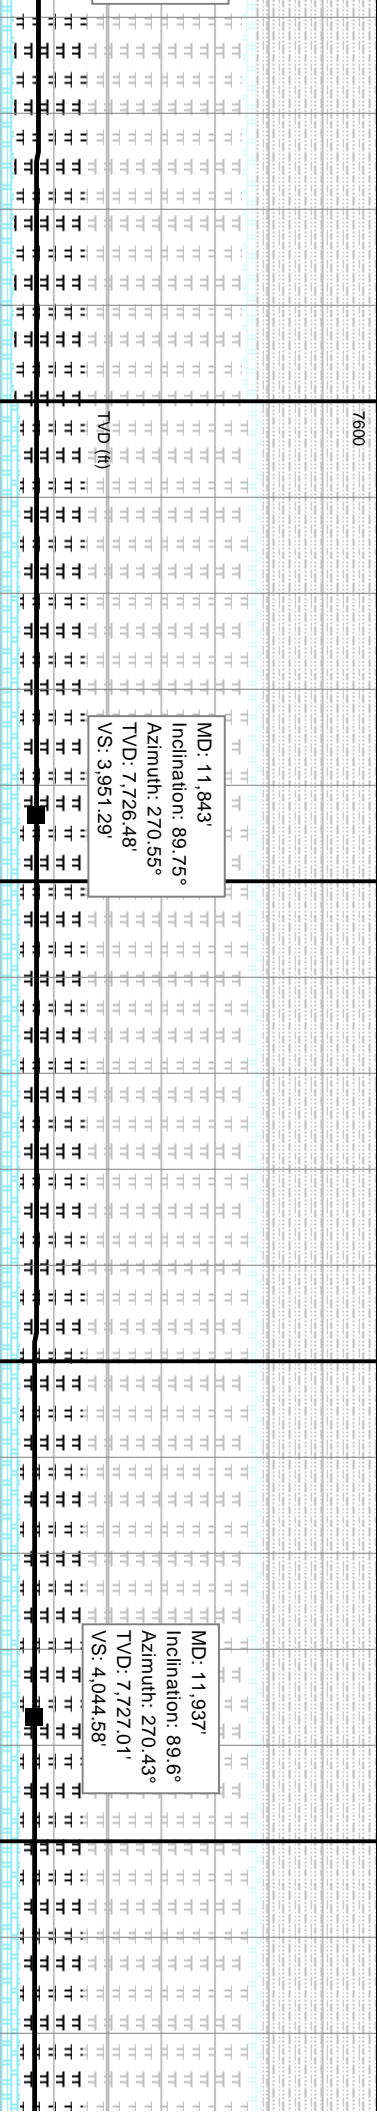 7600
TVD (ft)
MD: 11,843'
Inclination: 89.75°
Azimuth: 270.55°
TVD: 7,726.48'
VS: 3,951.29'
MD: 11,937'
Inclination: 89.6°
Azimuth: 270.43°
TVD: 7,727.01'
VS: 4,044.58'